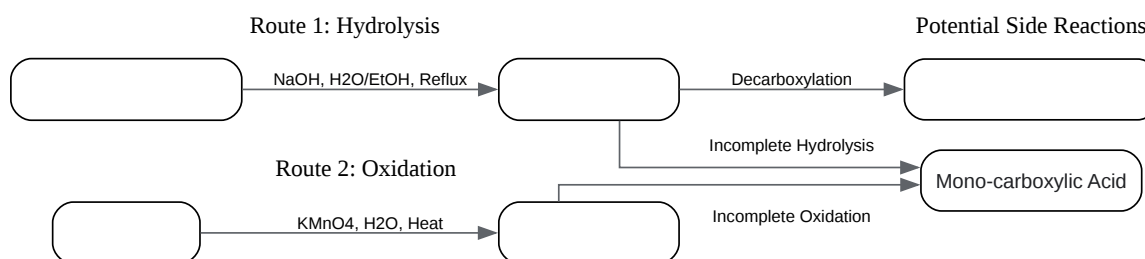 Route 1: Hydrolysis
Potential Side Reactions
NaOH, H2O/EtOH, Reflux
Decarboxylation
Incomplete Hydrolysis
Route 2: Oxidation
Mono-carboxylic Acid
Incomplete Oxidation
KMnO4, H2O, Heat